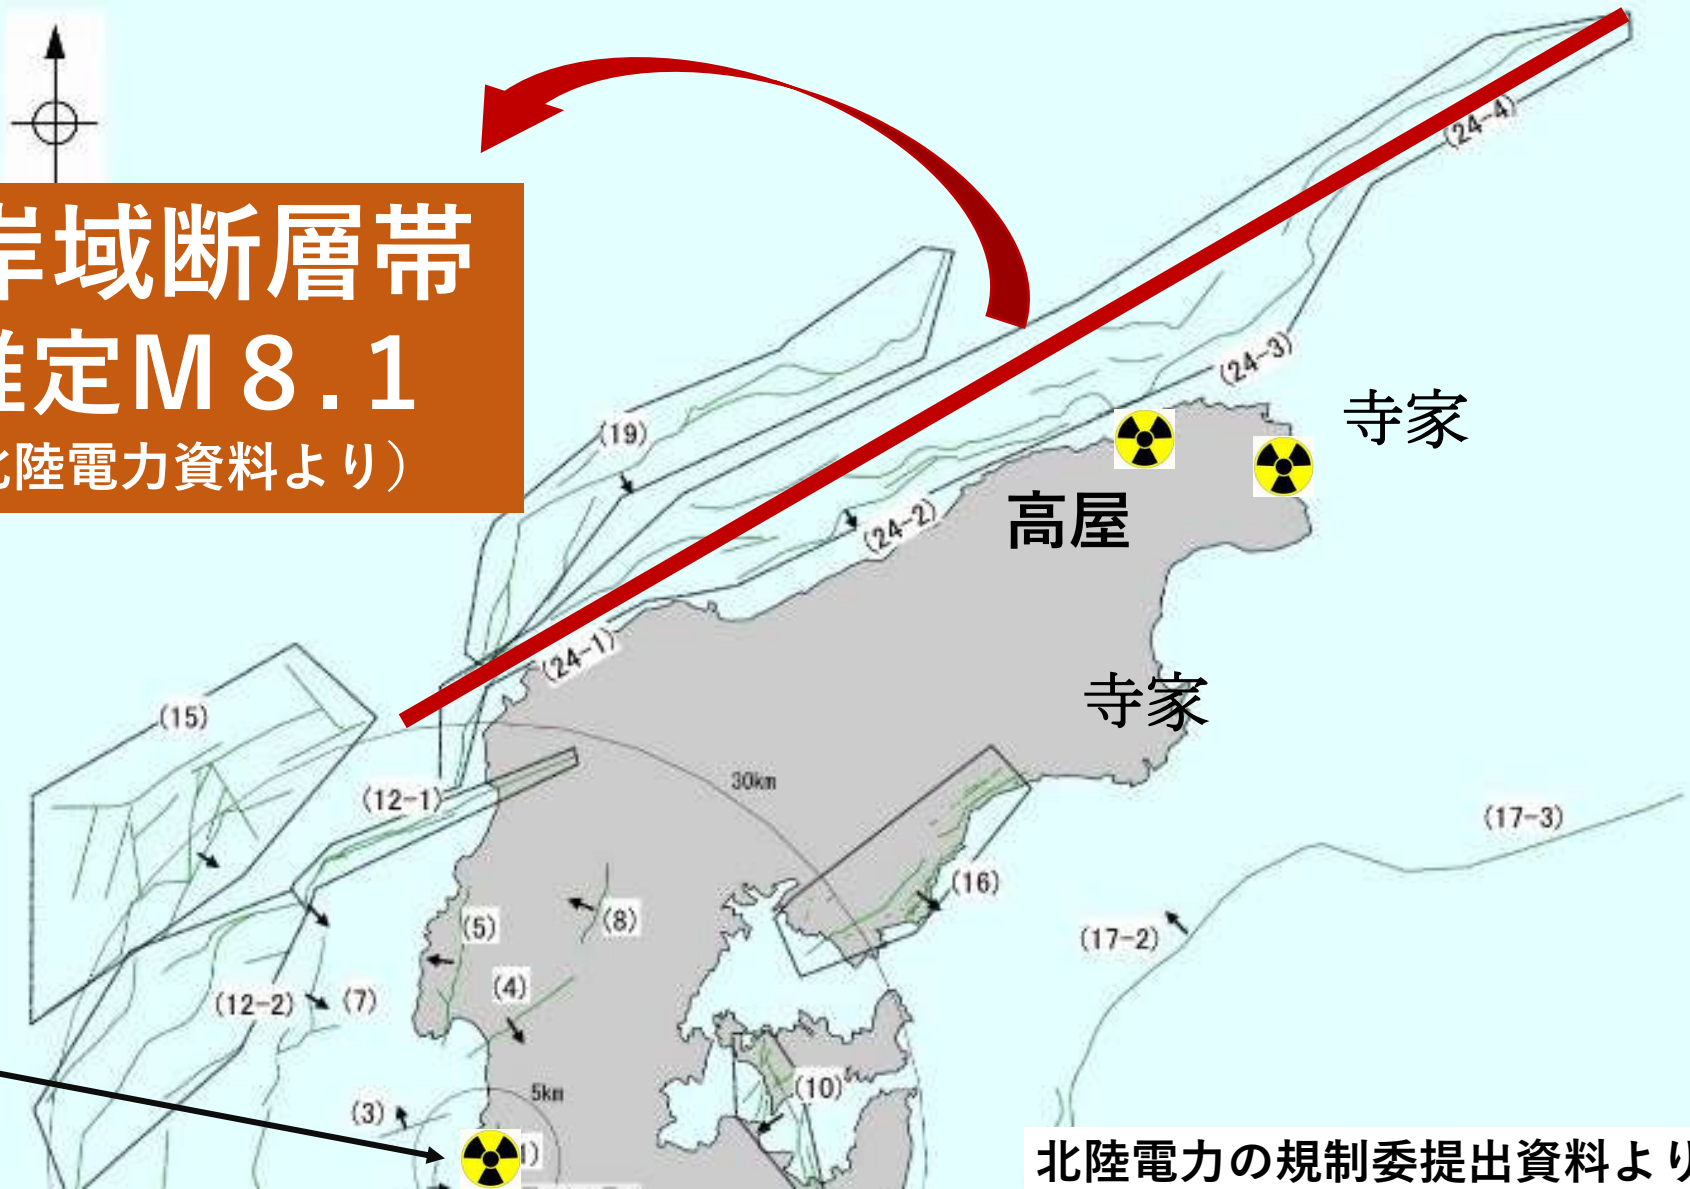 岸域断層帯
推定Ｍ８.１
北陸電力資料より）
(24-4)
(24-3)
寺家
(19)
高屋
(24-2)
(24-1)
寺家
(15)
30km
(12-1)
(17-3)
(16)
(5)
(8)
(17-2)
(4)
(12-2)
(7)
5km
(10)
(3)
1)
北陸電力の規制委提出資料より